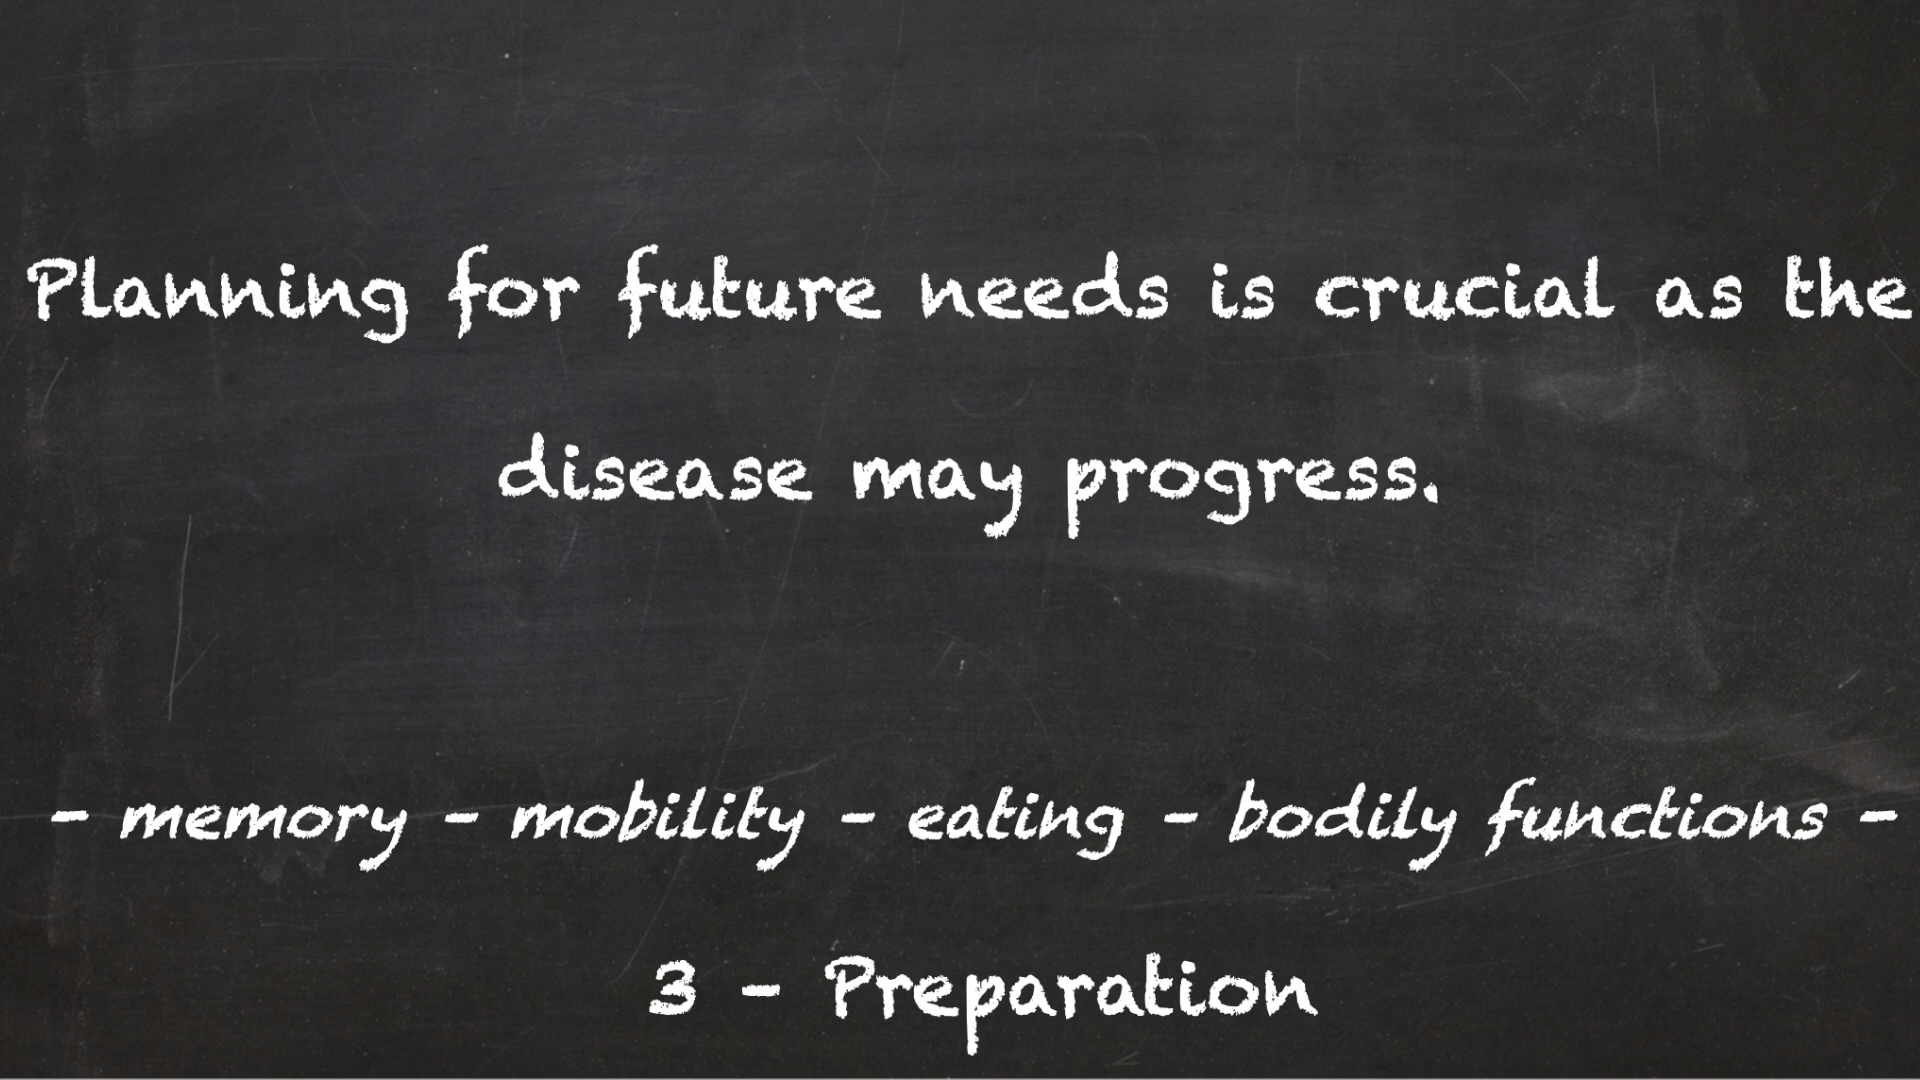 Planning for future needs is crucial as the
disease may progress.
- memory - mobility - eating - bodily functions -
3 - Preparation